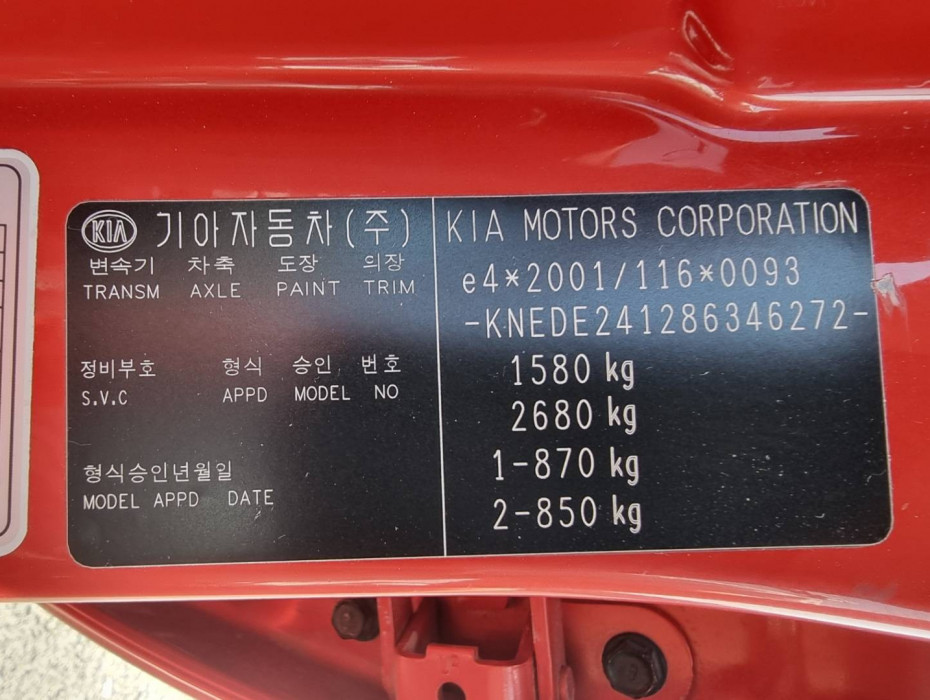 KIA 기아자동차(주)
변속기 차축 도장 의장
TRANSM AXLE PAINT TRIM
정비부호 형식 승인 번호
S.V.C APPD MODEL NO
형식승인년월일
MODEL APPD DATE
KIA MOTORS CORPORATION
e4*2001/116*0093
-KNEDE241286346272-
1580 kg
2680 kg
1-870 kg
2-850 kg